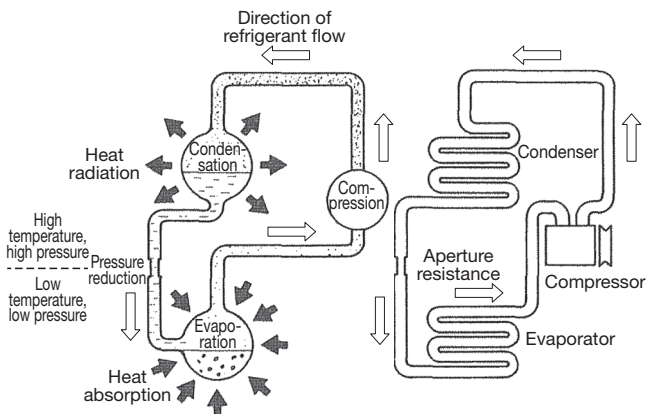 Direction of
refrigerant flow
Heat
radiation
Conden-
sation
Com-
pression
Condenser
High
temperature,
high pressure
Pressure
reduction
Low
temperature,
low pressure
Aperture
resistance
Compressor
Evapo-
ration
Evaporator
Heat
absorption